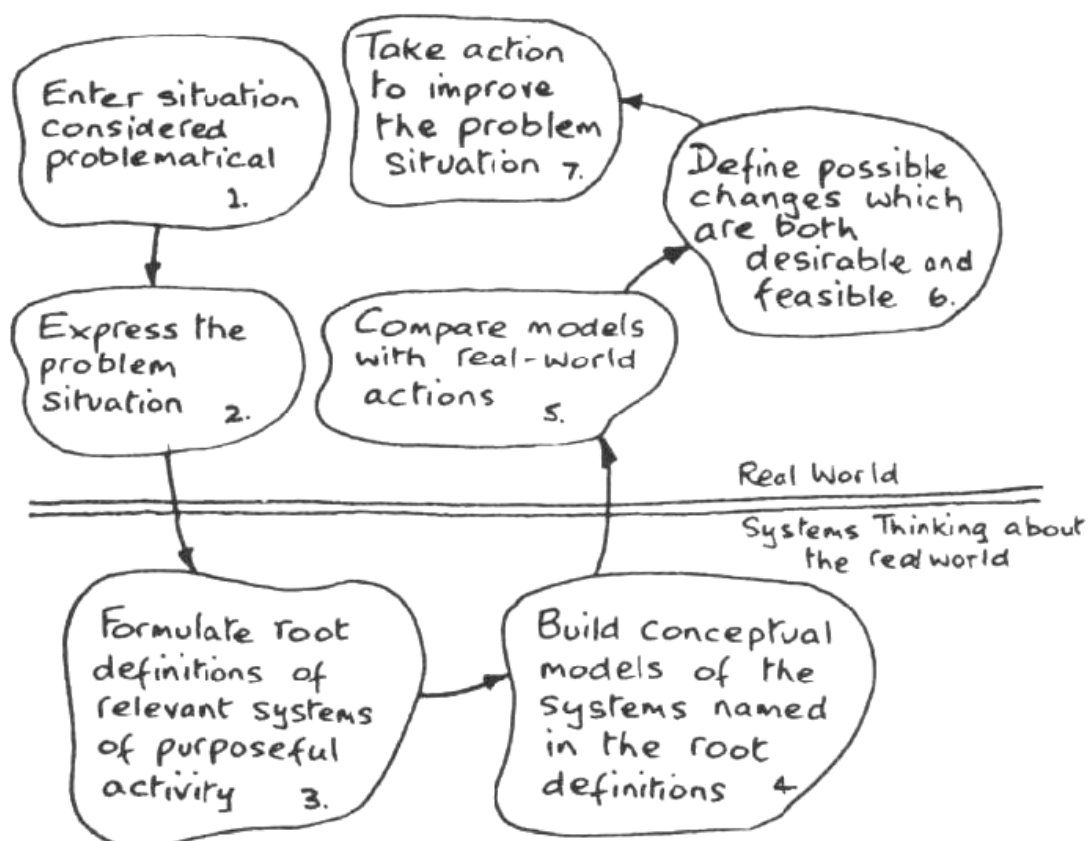 Enter situation
considered
problematical
1.
Express the
problem
situation 2.
Formulate root
definitions of
relevant systems
of purposeful
activity 3.
Build conceptual
models of the
systems named
in the root
definitions 4
Compare models
with real-world
actions 5.
Define possible
changes which
are both
desirable and
feasible 6.
Take action
to improve
the problem
situation 7.
Real World
Systems Thinking about
the real world